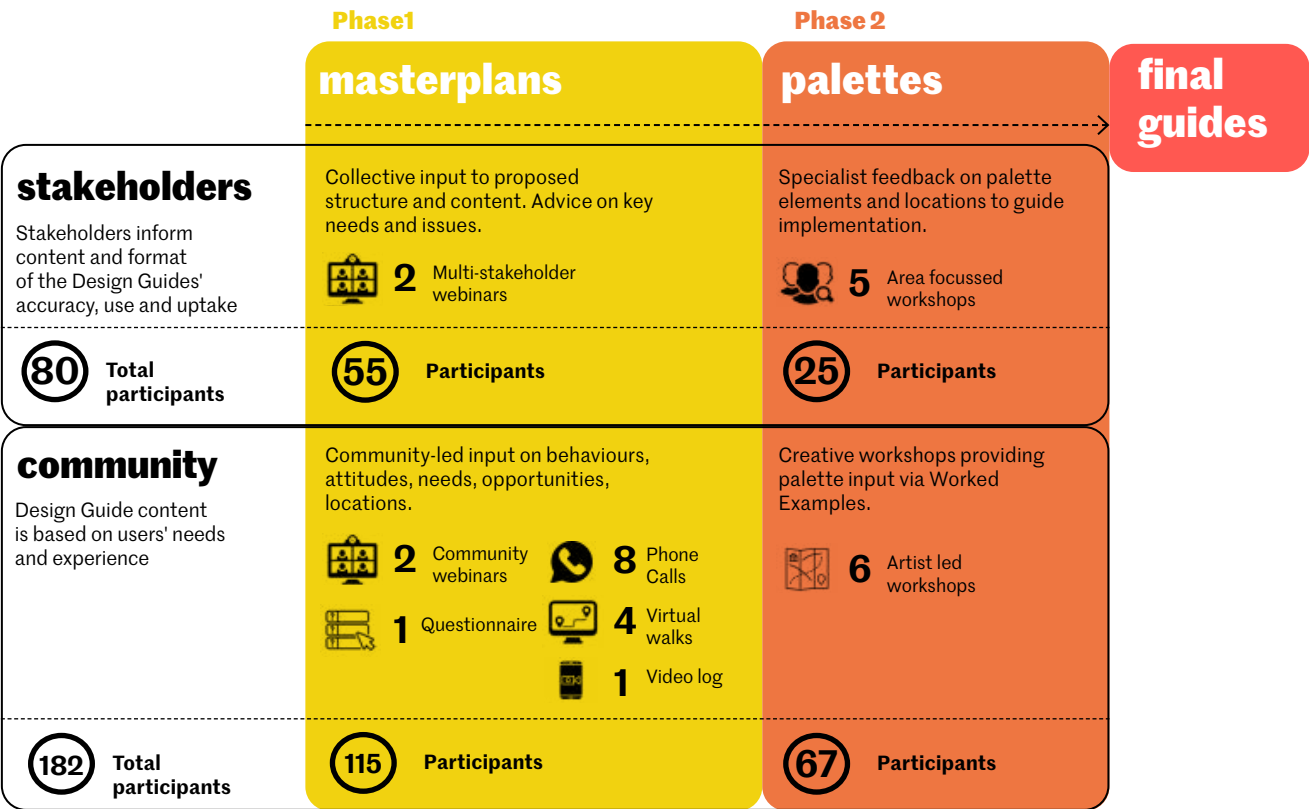 Phase1
Phase 2
masterplans
palettes
final
guides
stakeholders
Stakeholders inform
content and format
of the Design Guides'
accuracy, use and uptake
Collective input to proposed
structure and content. Advice on key
needs and issues.
2 Multi-stakeholder
webinars
Specialist feedback on palette
elements and locations to guide
implementation.
5 Area focussed
workshops
80 Total
participants
55 Participants
25 Participants
community
Design Guide content
is based on users' needs
and experience
Community-led input on behaviours,
attitudes, needs, opportunities,
locations.
2 Community
webinars
8 Phone
Calls
1 Questionnaire
4 Virtual
walks
1 Video log
Creative workshops providing
palette input via Worked
Examples.
6 Artist led
workshops
182 Total
participants
115 Participants
67 Participants